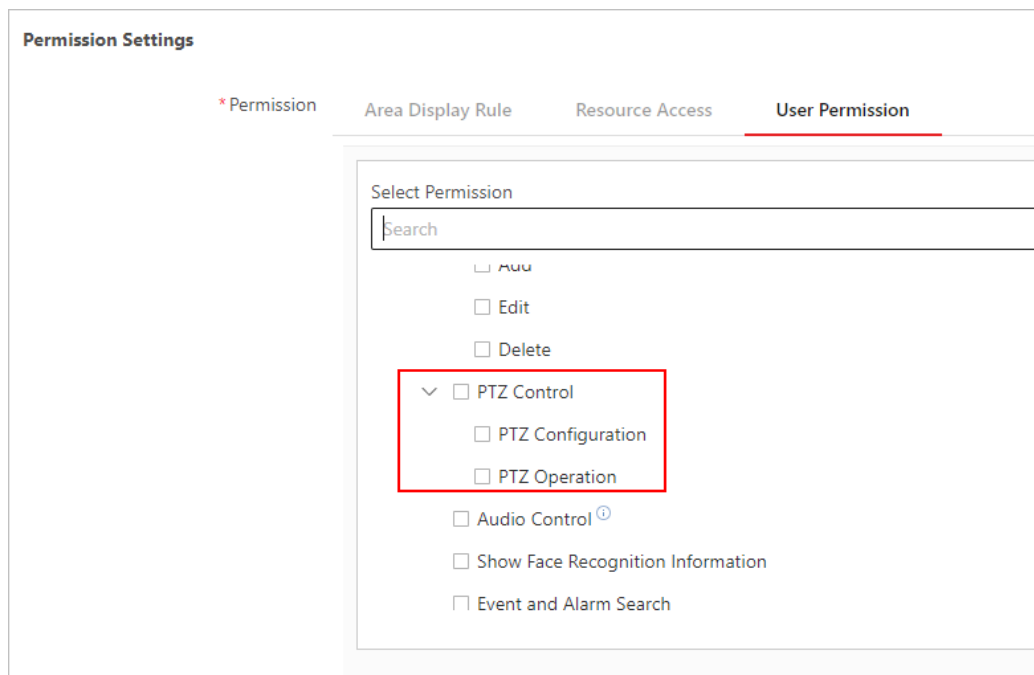 Permission Settings
* Permission
Area Display Rule Resource Access User Permission
Select Permission
Search
Add
Edit
Delete
PTZ Control
PTZ Configuration
PTZ Operation
Audio Control
Show Face Recognition Information
Event and Alarm Search